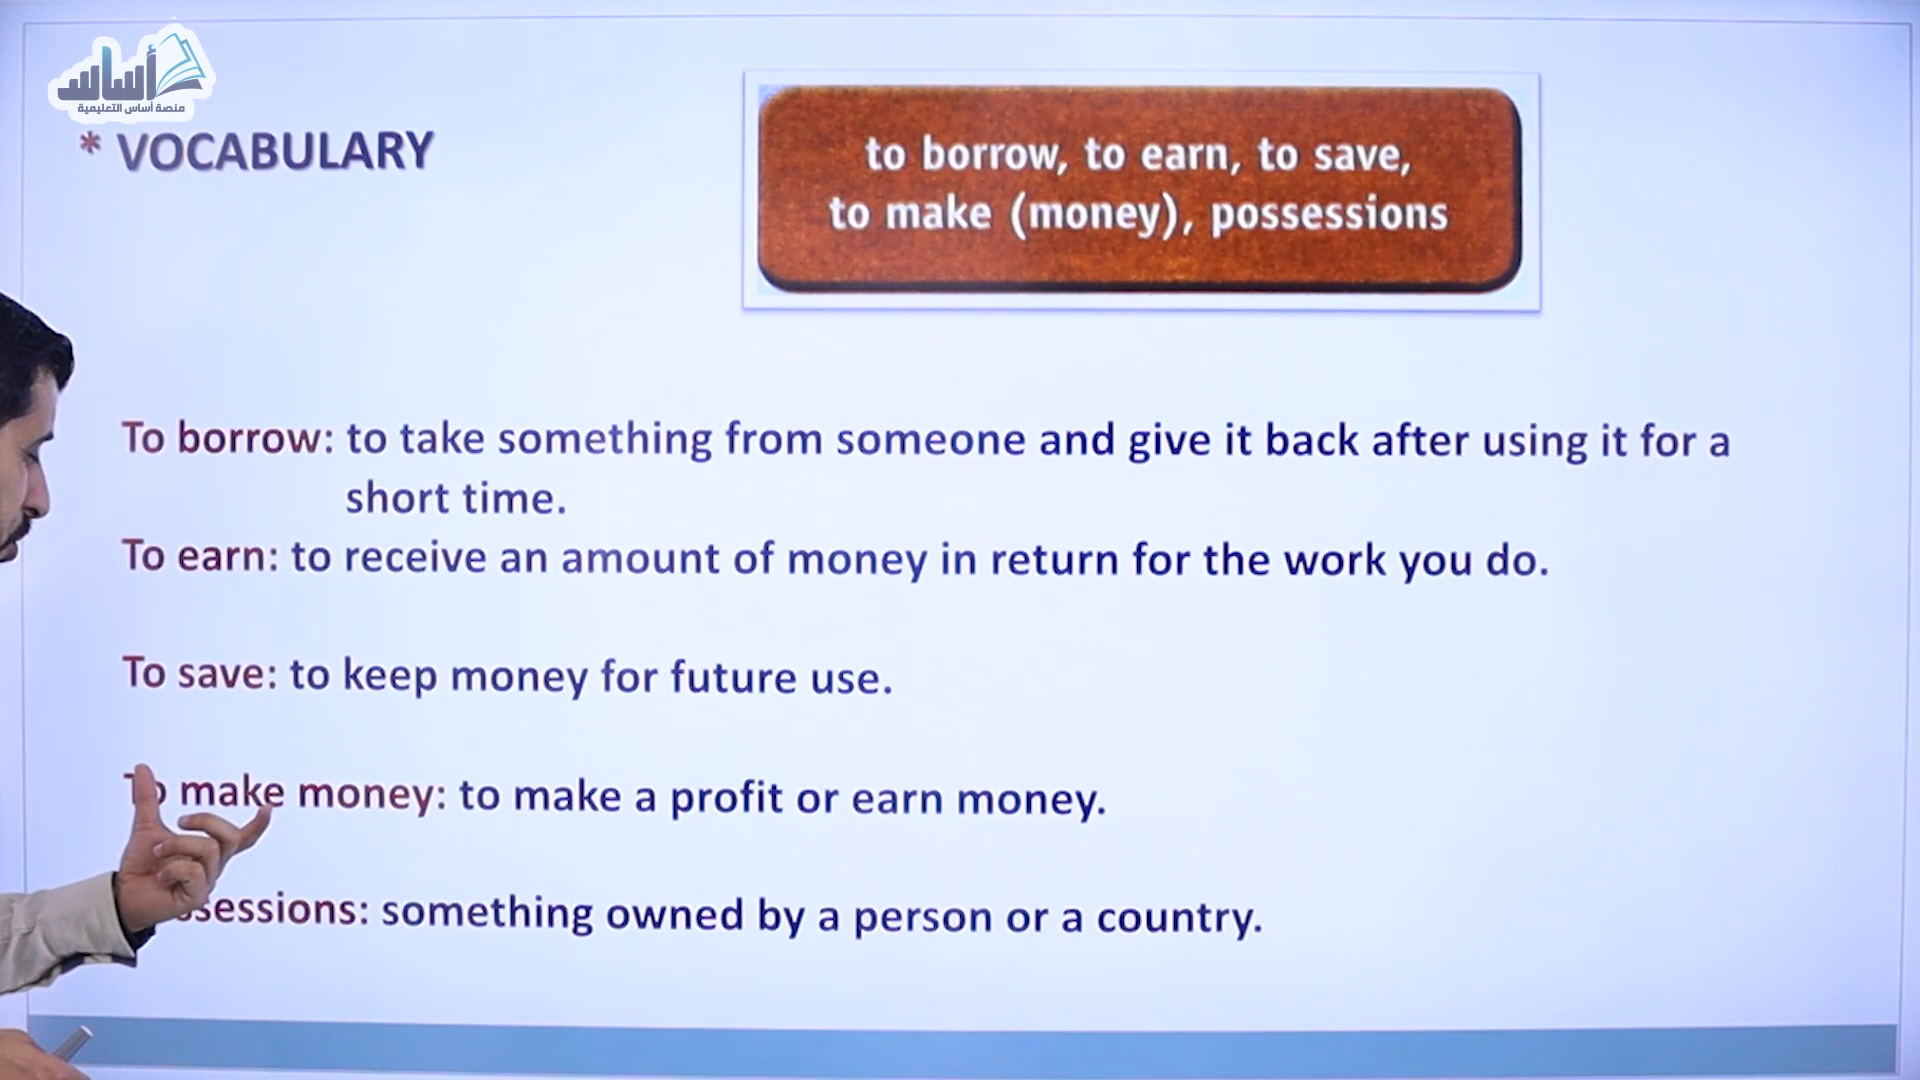 أساس
منصة أساس التعليمية
* VOCABULARY
to borrow, to earn, to save,
to make (money), possessions
To borrow: to take something from someone and give it back after using it for a
short time.
To earn: to receive an amount of money in return for the work you do.
To save: to keep money for future use.
To make money: to make a profit or earn money.
sessions: something owned by a person or a country.